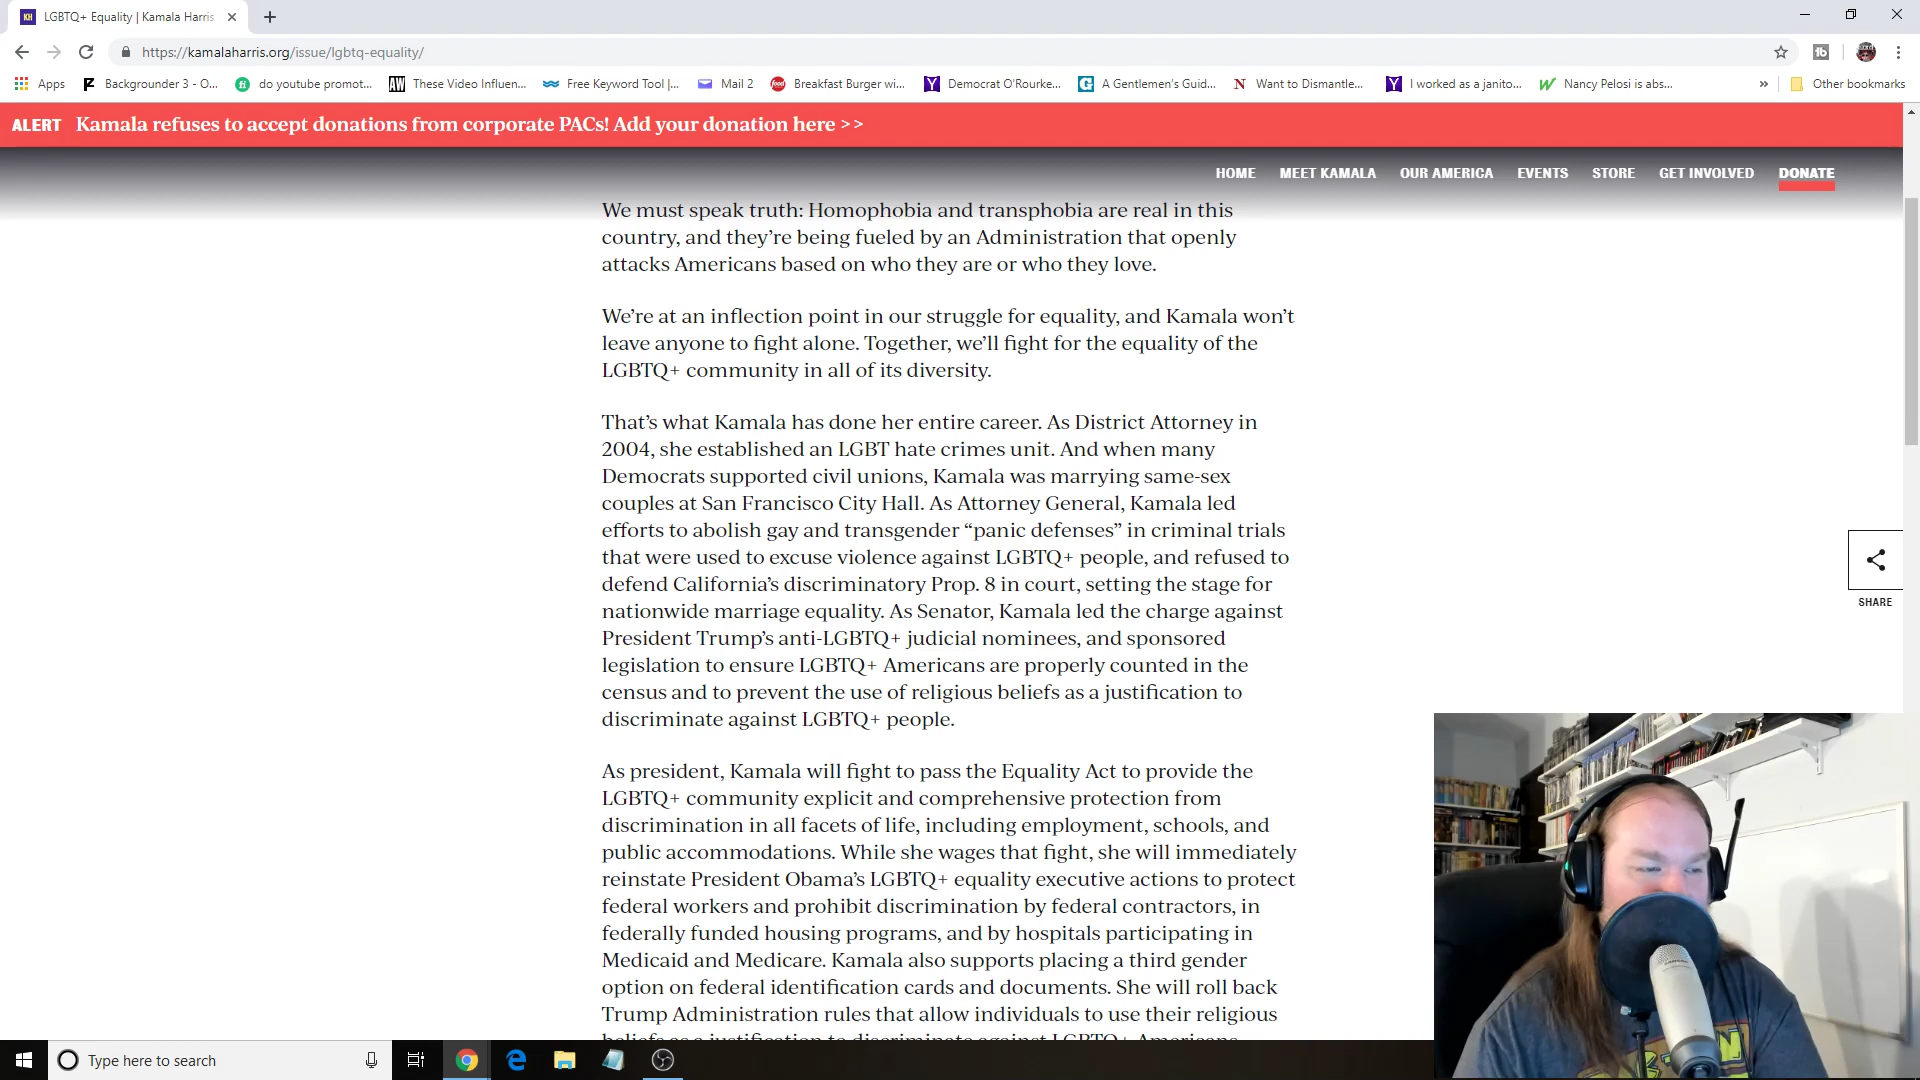 LGBTQ+ Equality | Kamala Harris
https://kamalaharris.org/issue/lgbtq-equality/
Apps
Backgrounder 3 - O...
do youtube promot...
These Video Influen...
Free Keyword Tool |...
Mail 2
Breakfast Burger wi...
Democrat O'Rourke...
A Gentlemen's Guid...
Want to Dismantle...
I worked as a janito...
Nancy Pelosi is abs...
Other bookmarks
ALERT Kamala refuses to accept donations from corporate PACs! Add your donation here >>
HOME MEET KAMALA OUR AMERICA EVENTS STORE GET INVOLVED DONATE
We must speak truth: Homophobia and transphobia are real in this
country, and they’re being fueled by an Administration that openly
attacks Americans based on who they are or who they love.
We’re at an inflection point in our struggle for equality, and Kamala won’t
leave anyone to fight alone. Together, we’ll fight for the equality of the
LGBTQ+ community in all of its diversity.
That’s what Kamala has done her entire career. As District Attorney in
2004, she established an LGBT hate crimes unit. And when many
Democrats supported civil unions, Kamala was marrying same-sex
couples at San Francisco City Hall. As Attorney General, Kamala led
efforts to abolish gay and transgender “panic defenses” in criminal trials
that were used to excuse violence against LGBTQ+ people, and refused to
defend California’s discriminatory Prop. 8 in court, setting the stage for
nationwide marriage equality. As Senator, Kamala led the charge against
President Trump’s anti-LGBTQ+ judicial nominees, and sponsored
legislation to ensure LGBTQ+ Americans are properly counted in the
census and to prevent the use of religious beliefs as a justification to
discriminate against LGBTQ+ people.
As president, Kamala will fight to pass the Equality Act to provide the
LGBTQ+ community explicit and comprehensive protection from
discrimination in all facets of life, including employment, schools, and
public accommodations. While she wages that fight, she will immediately
reinstate President Obama’s LGBTQ+ equality executive actions to protect
federal workers and prohibit discrimination by federal contractors, in
federally funded housing programs, and by hospitals participating in
Medicaid and Medicare. Kamala also supports placing a third gender
option on federal identification cards and documents. She will roll back
Trump Administration rules that allow individuals to use their religious
beliefs as a justification to discriminate against LGBTQ+ Americans
SHARE
Type here to search